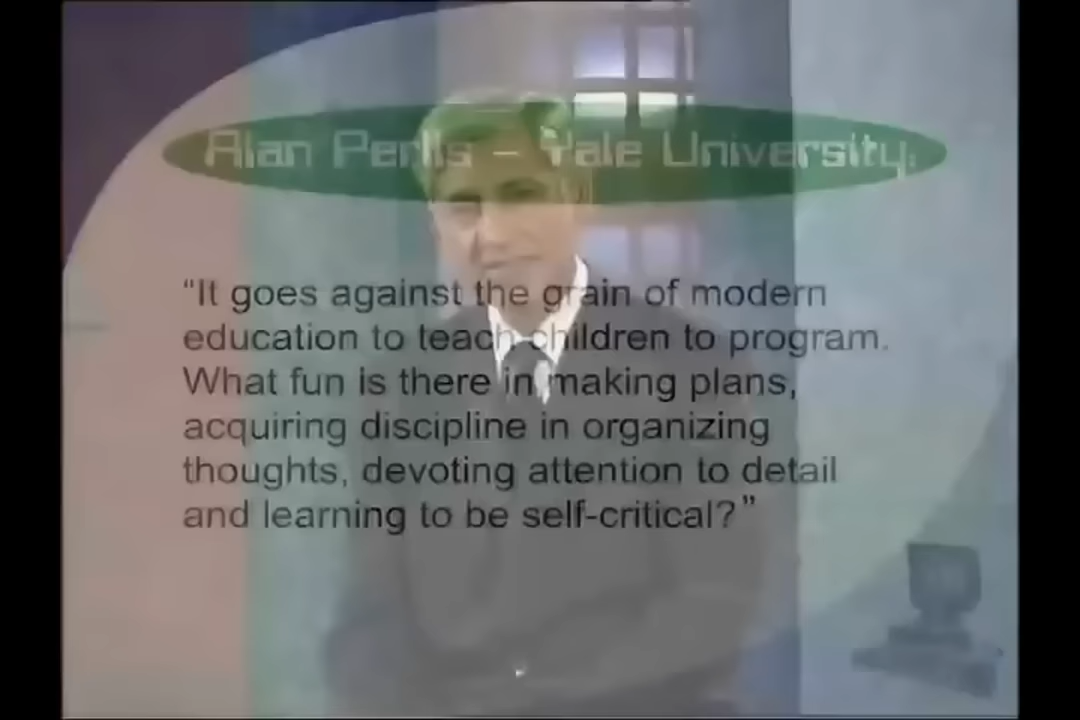 Alan Perlis – Yale University.
“It goes against the grain of modern
education to teach children to program.
What fun is there in making plans,
acquiring discipline in organizing
thoughts, devoting attention to detail
and learning to be self-critical?”